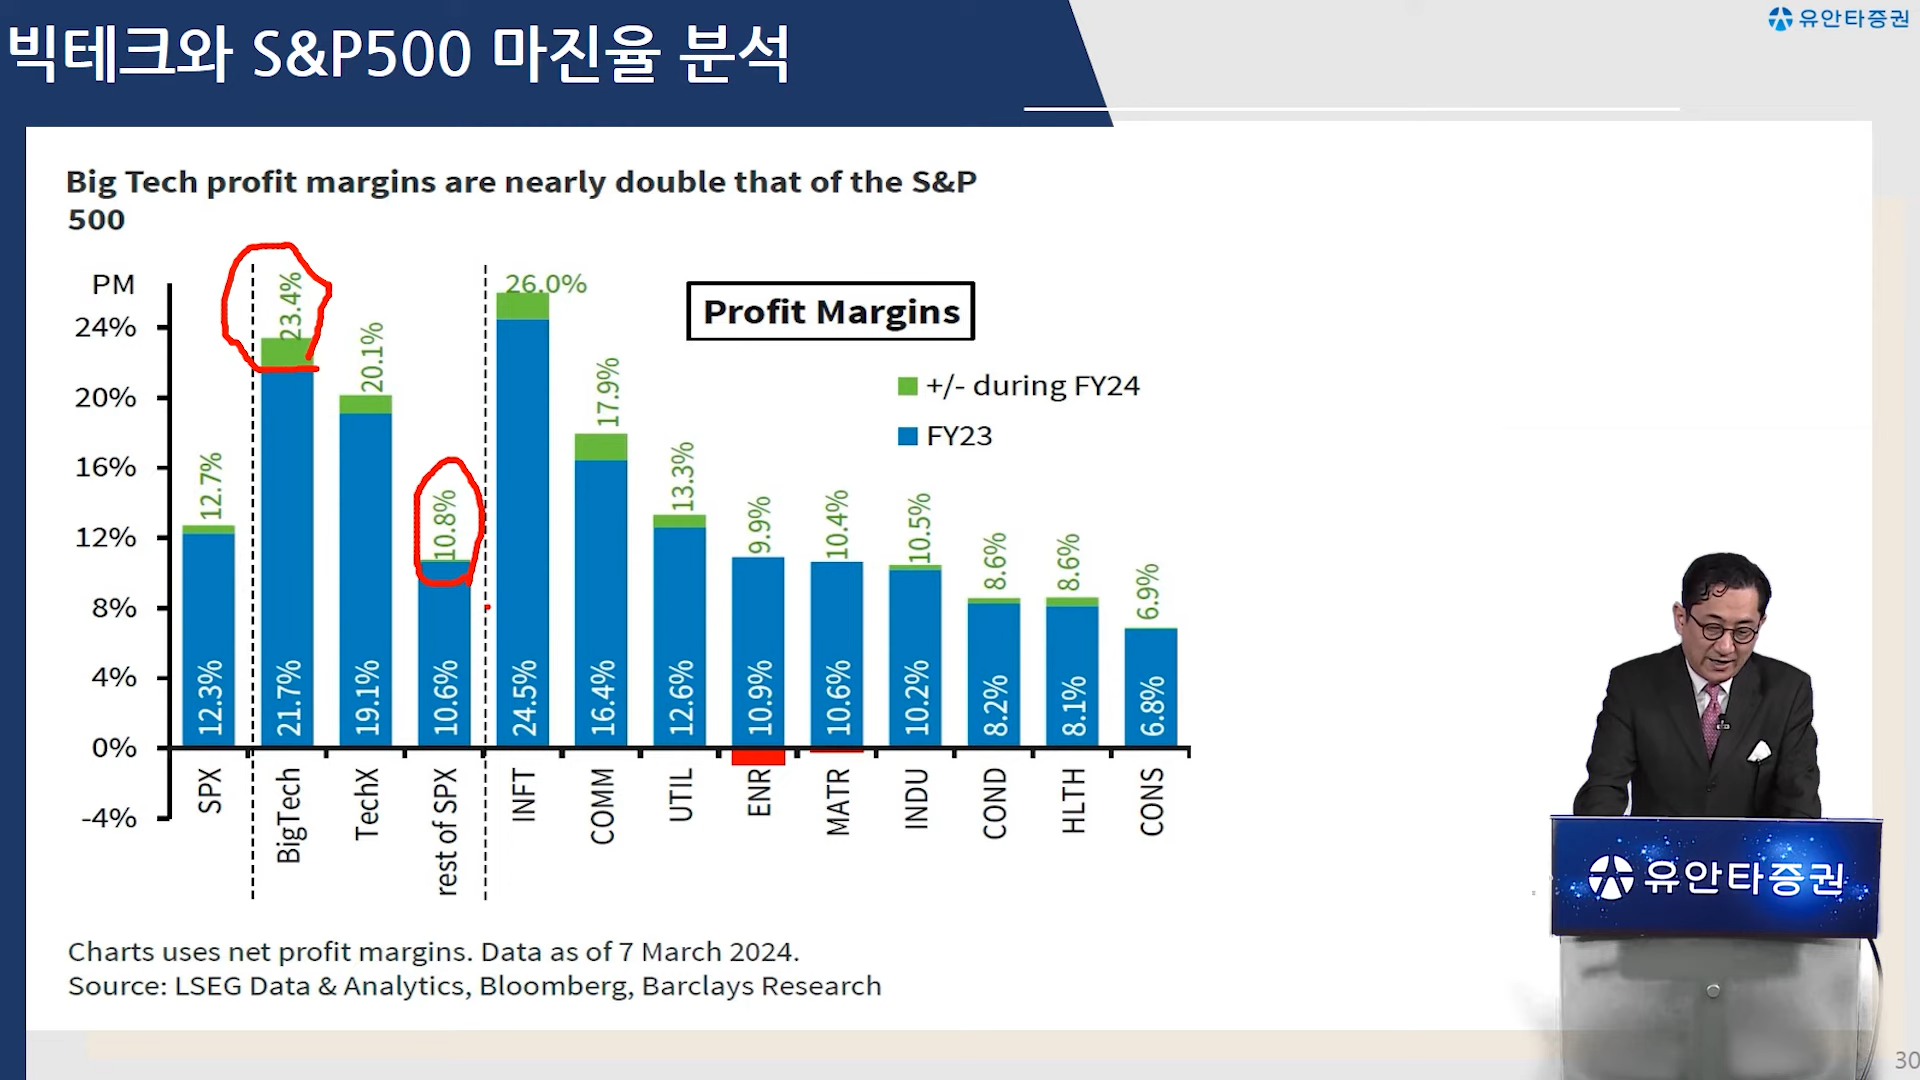 빅테크와 S&P500 마진율 분석
유안타증권
Big Tech profit margins are nearly double that of the S&P
500
PM
24%
20%
16%
12%
8%
4%
0%
-4%
Profit Margins
+/- during FY24
FY23
12.7%
23.4%
20.1%
10.8%
26.0%
17.9%
13.3%
9.9%
10.4%
10.5%
8.6%
8.6%
6.9%
12.3%
21.7%
19.1%
10.6%
24.5%
16.4%
12.6%
10.9%
10.6%
10.2%
8.2%
8.1%
6.8%
SPX
BigTech
TechX
rest of SPX
INFT
COMM
UTIL
ENR
MATR
INDU
COND
HLTH
CONS
Charts uses net profit margins. Data as of 7 March 2024.
Source: LSEG Data & Analytics, Bloomberg, Barclays Research
유안타증권
30